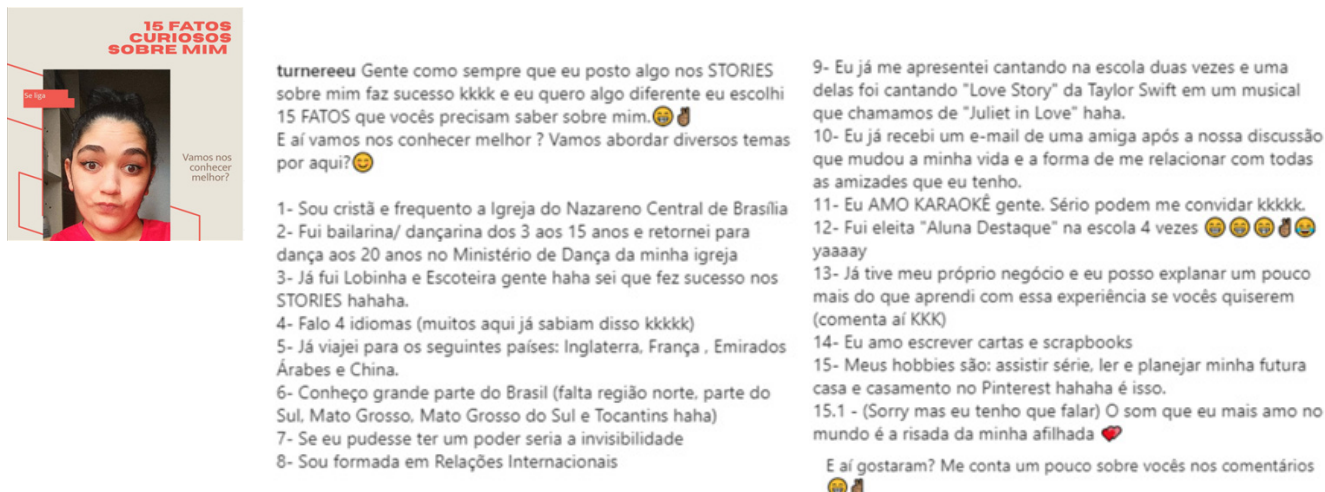 15 FATOS
CURIOSOS
SOBRE MIM
Se liga
Vamos nos
conhecer
melhor?
turnereeu Gente como sempre que eu posto algo nos STORIES
sobre mim faz sucesso kkkk e eu quero algo diferente eu escolhi
15 FATOS que vocês precisam saber sobre mim.😁✌🏾
E aí vamos nos conhecer melhor ? Vamos abordar diversos temas
por aqui?😊
1- Sou cristã e frequento a Igreja do Nazareno Central de Brasília
2- Fui bailarina/ dançarina dos 3 aos 15 anos e retornei para
dança aos 20 anos no Ministério de Dança da minha igreja
3- Já fui Lobinha e Escoteira gente haha sei que fez sucesso nos
STORIES hahaha.
4- Falo 4 idiomas (muitos aqui já sabiam disso kkkkk)
5- Já viajei para os seguintes países: Inglaterra, França , Emirados
Árabes e China.
6- Conheço grande parte do Brasil (falta região norte, parte do
Sul, Mato Grosso, Mato Grosso do Sul e Tocantins haha)
7- Se eu pudesse ter um poder seria a invisibilidade
8- Sou formada em Relações Internacionais
9- Eu já me apresentei cantando na escola duas vezes e uma
delas foi cantando "Love Story" da Taylor Swift em um musical
que chamamos de "Juliet in Love" haha.
10- Eu já recebi um e-mail de uma amiga após a nossa discussão
que mudou a minha vida e a forma de me relacionar com todas
as amizades que eu tenho.
11- Eu AMO KARAOKÊ gente. Sério podem me convidar kkkkk.
12- Fui eleita "Aluna Destaque" na escola 4 vezes 😁😁😁✌🏾😂
yaaaay
13- Já tive meu próprio negócio e eu posso explanar um pouco
mais do que aprendi com essa experiência se vocês quiserem
(comenta aí KKK)
14- Eu amo escrever cartas e scrapbooks
15- Meus hobbies são: assistir série, ler e planejar minha futura
casa e casamento no Pinterest hahaha é isso.
15.1 - (Sorry mas eu tenho que falar) O som que eu mais amo no
mundo é a risada da minha afilhada 💕
E aí gostaram? Me conta um pouco sobre vocês nos comentários
😁✌🏾